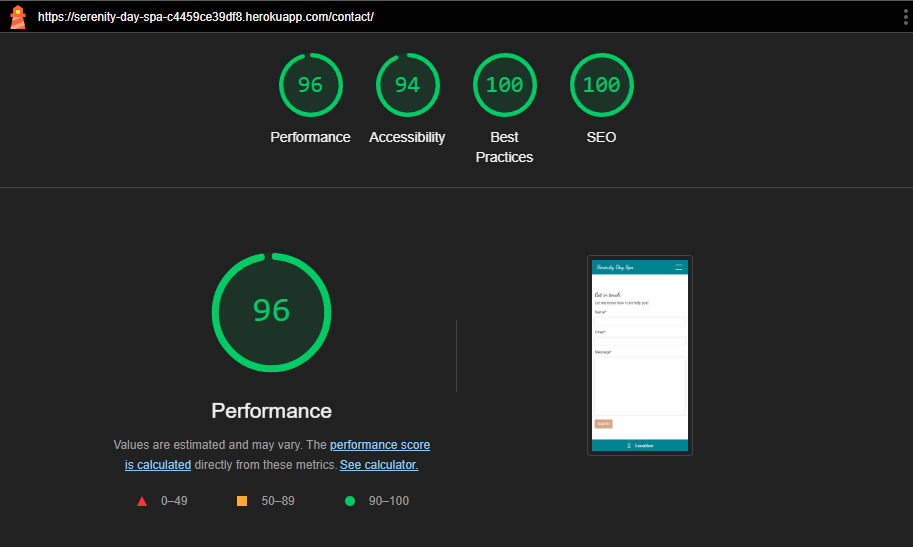 https://serenity-day-spa-c4459ce39df8.herokuapp.com/contact/
96
94
100
100
Performance
Accessibility
Best
Practices
SEO
96
Performance
Values are estimated and may vary. The performance score
is calculated directly from these metrics. See calculator.
0–49
50–89
90–100
Serenity Day Spa
Get in touch
Let me know how I can help you!
Name*
Email*
Message*
Submit
Location